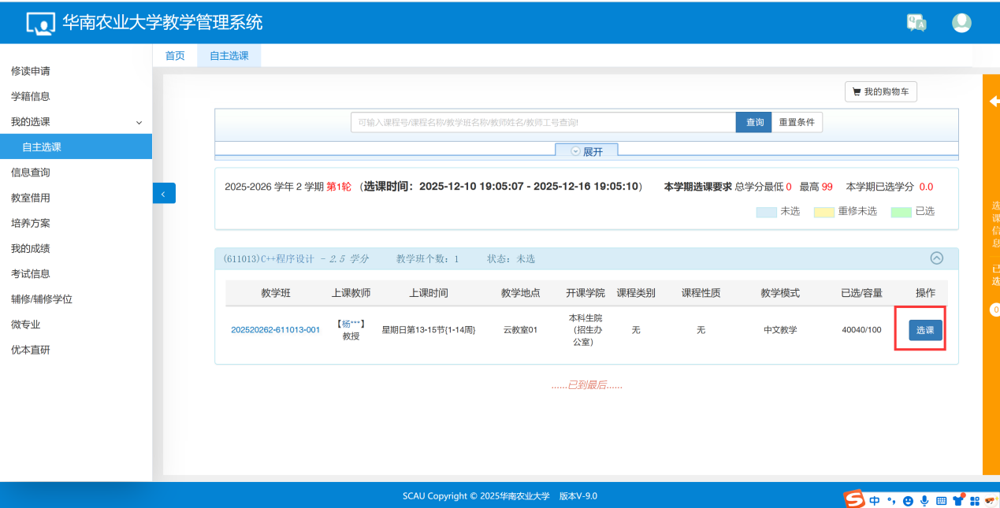 华南农业大学教学管理系统
首页
自主选课
修读申请
学籍信息
我的选课
自主选课
信息查询
教室借用
培养方案
我的成绩
考试信息
辅修/辅修学位
微专业
优本直研
我的购物车
可输入课程号/课程名称/教学班名称/教师姓名/教师工号查询!
查询
重置条件
展开
2025-2026 学年 2 学期 第1轮 (选课时间：2025-12-10 19:05:07 - 2025-12-16 19:05:10) 本学期选课要求 总学分最低 0 最高 99 本学期已选学分 0.0
未选 重修未选 已选
(611013)C++程序设计 - 2.5 学分 教学班个数: 1 状态: 未选
教学班 上课教师 上课时间 教学地点 开课学院 课程类别 课程性质 教学模式 已选/容量 操作
202520262-611013-001
【杨***】
教授
星期日第13-15节{1-14周}
云教室01
本科生院
(招生办
公室)
无
无
中文教学
40040/100
选课
......已到最后......
选课信息
已选
0
SCAU Copyright © 2025华南农业大学 版本V-9.0
S 中